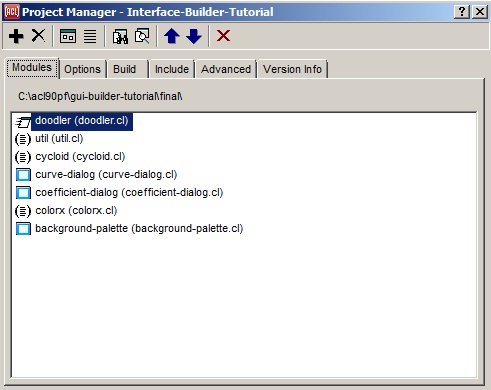 ACL Project Manager - Interface-Builder-Tutorial
Modules Options Build Include Advanced Version Info
C:\acl90pf\gui-builder-tutorial\final\
doodler (doodler.cl)
util (util.cl)
cycloid (cycloid.cl)
curve-dialog (curve-dialog.cl)
coefficient-dialog (coefficient-dialog.cl)
colorx (colorx.cl)
background-palette (background-palette.cl)